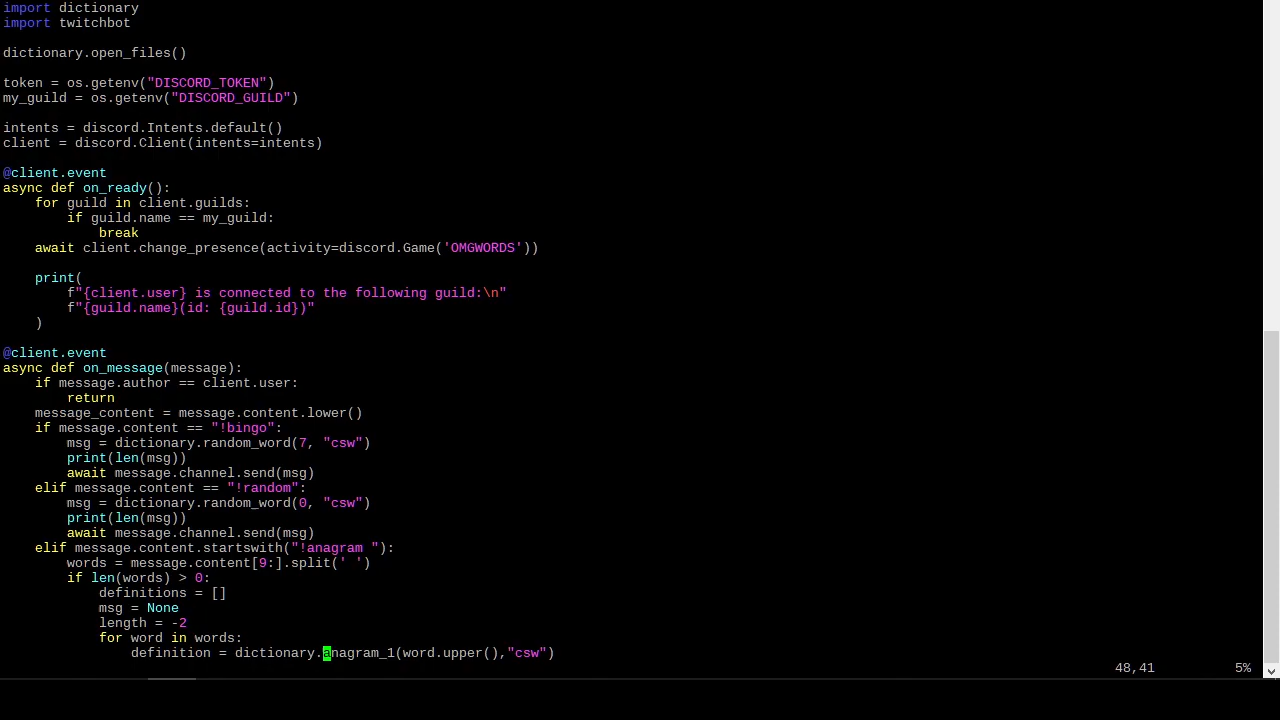 import dictionary
import twitchbot

dictionary.open_files()

token = os.getenv("DISCORD_TOKEN")
my_guild = os.getenv("DISCORD_GUILD")

intents = discord.Intents.default()
client = discord.Client(intents=intents)

@client.event
async def on_ready():
    for guild in client.guilds:
        if guild.name == my_guild:
            break
    await client.change_presence(activity=discord.Game('OMGWORDS'))

    print(
        f"{client.user} is connected to the following guild:\n"
        f"{guild.name}(id: {guild.id})"
    )

@client.event
async def on_message(message):
    if message.author == client.user:
        return
    message_content = message.content.lower()
    if message.content == "!bingo":
        msg = dictionary.random_word(7, "csw")
        print(len(msg))
        await message.channel.send(msg)
    elif message.content == "!random":
        msg = dictionary.random_word(0, "csw")
        print(len(msg))
        await message.channel.send(msg)
    elif message.content.startswith("!anagram "):
        words = message.content[9:].split(' ')
        if len(words) > 0:
            definitions = []
            msg = None
            length = -2
            for word in words:
                definition = dictionary.anagram_1(word.upper(),"csw")
48,41 5%